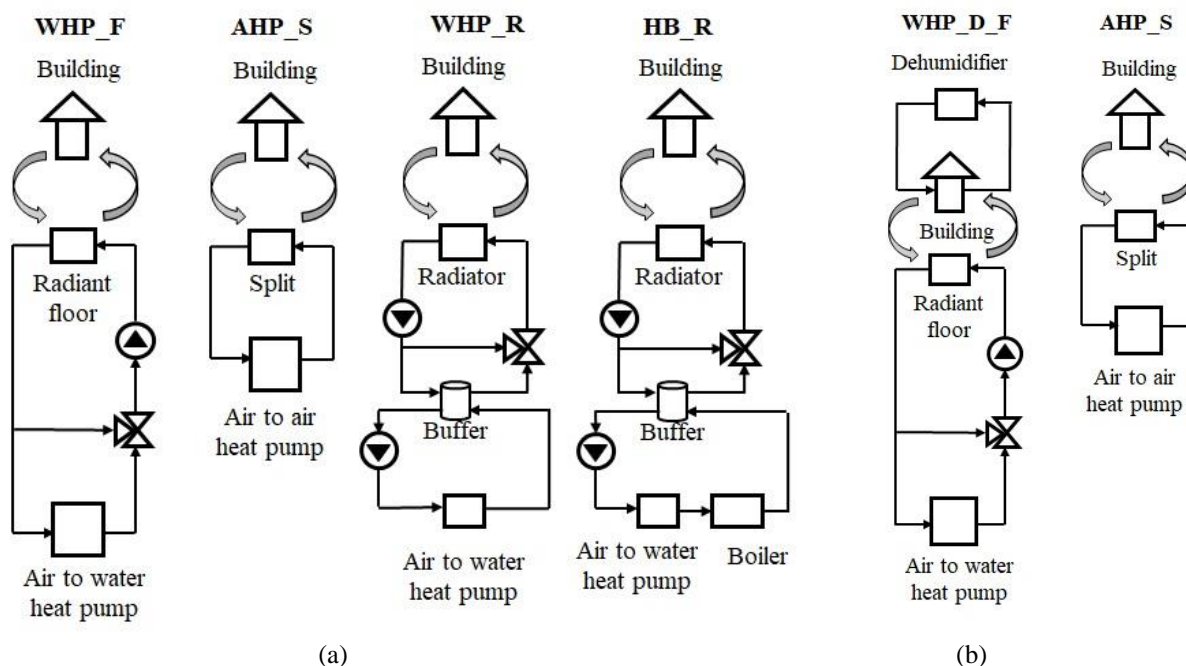 WHP_F
Building
Radiant
floor
Air to water
heat pump
AHP_S
Building
Split
Air to air
heat pump
WHP_R
Building
Radiator
Buffer
Air to water
heat pump
HB_R
Building
Radiator
Buffer
Air to water
heat pump
Boiler
(a)
WHP_D_F
Dehumidifier
Building
Radiant
floor
Air to water
heat pump
AHP_S
Building
Split
Air to air
heat pump
(b)